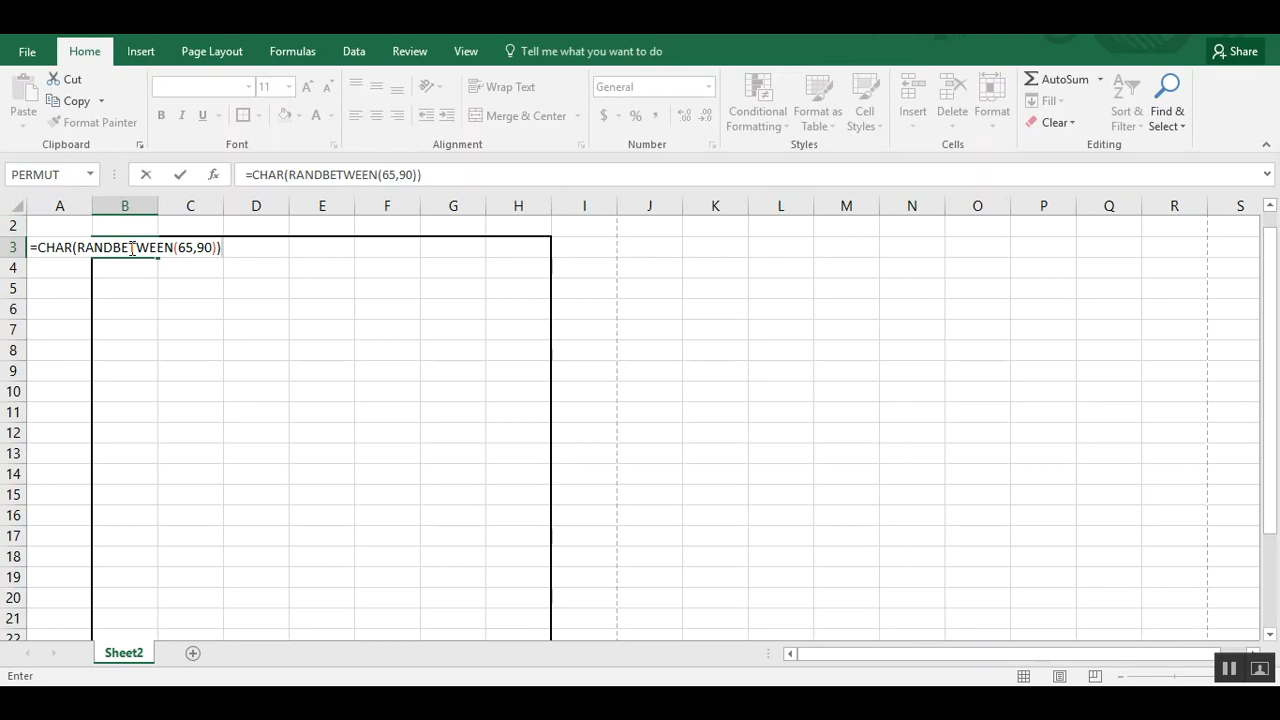 File Home Insert Page Layout Formulas Data Review View Tell me what you want to do Share
Cut
Copy
Format Painter
Paste
Clipboard
11
B I U A
Font
Wrap Text
Merge & Center
Alignment
General
$ % ,
Number
Conditional Formatting
Format as Table
Cell Styles
Styles
Insert Delete Format
Cells
AutoSum
Fill
Clear
Sort & Filter
Find & Select
Editing
PERMUT fx =CHAR(RANDBETWEEN(65,90))
A B C D E F G H I J K L M N O P Q R S
2
3 =CHAR(RANDBETWEEN(65,90))
4
5
6
7
8
9
10
11
12
13
14
15
16
17
18
19
20
21
22
Sheet2
Enter